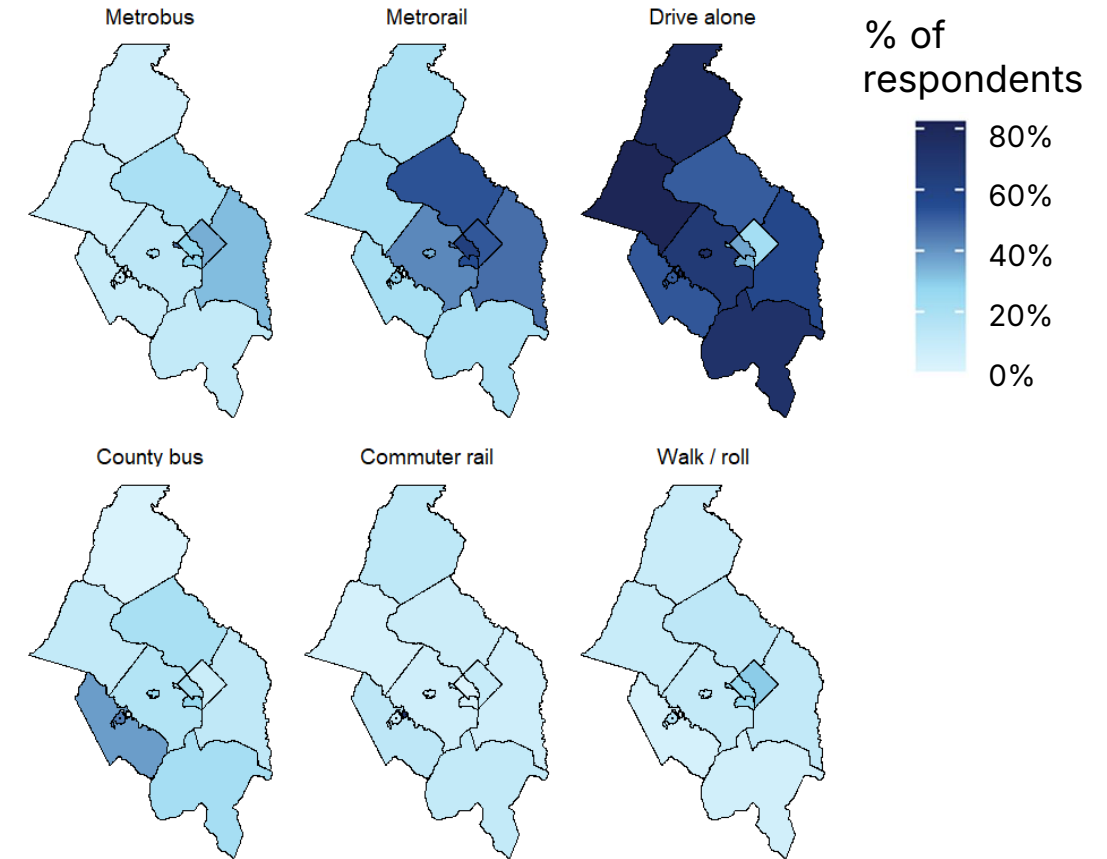 Metrobus
Metrorail
Drive alone
% of
respondents
80%
60%
40%
20%
0%
County bus
Commuter rail
Walk / roll